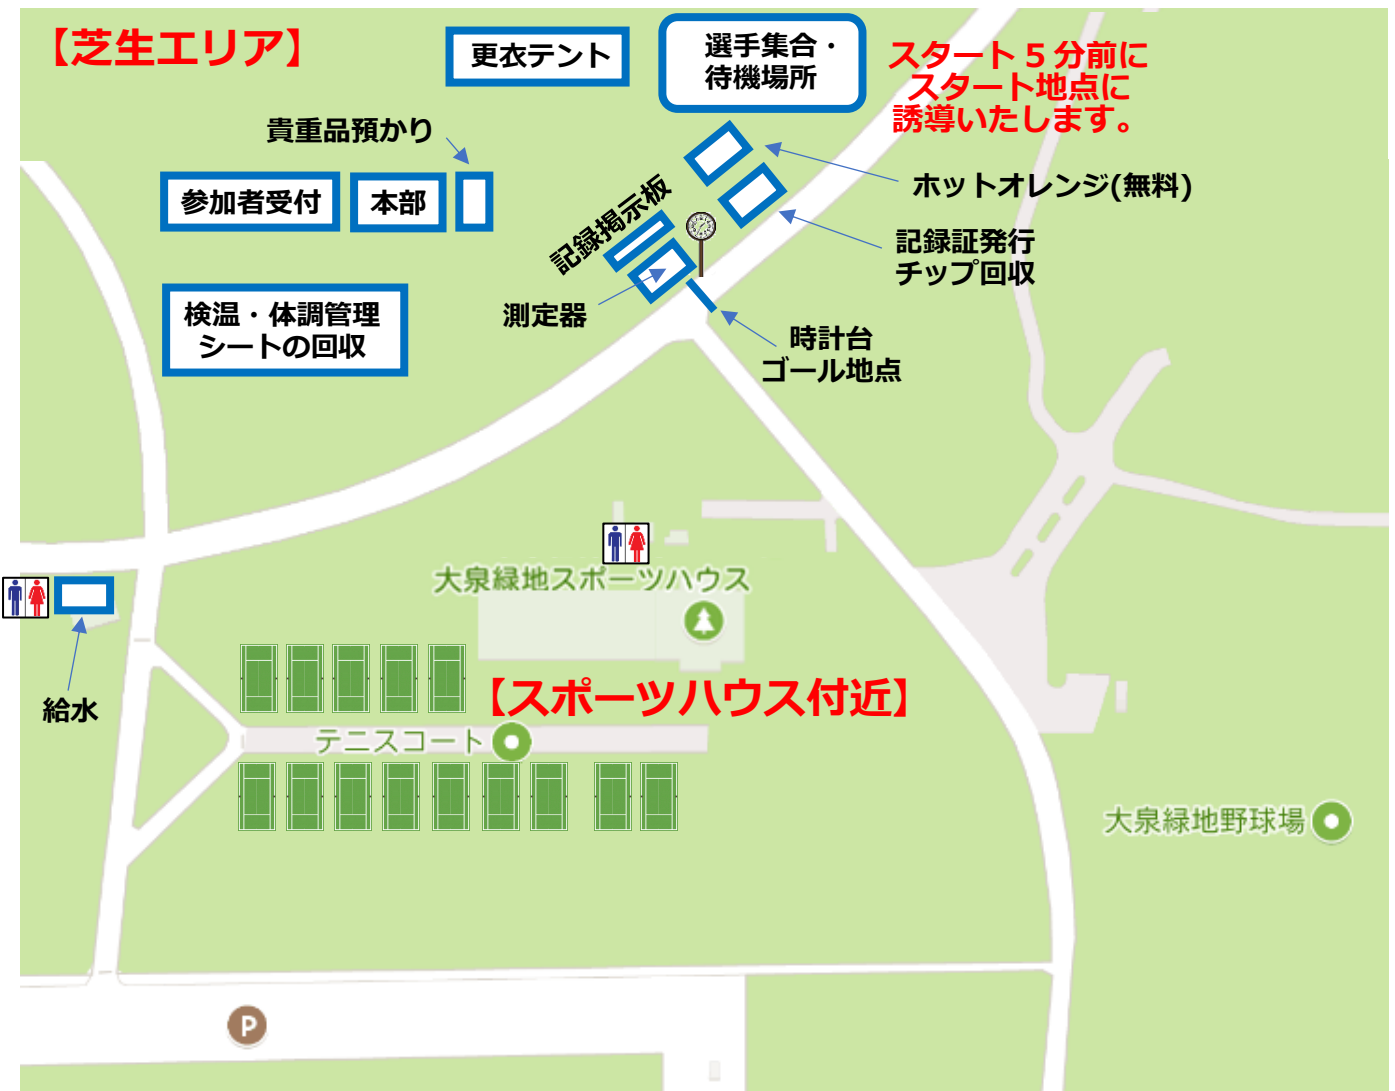 【芝生エリア】
更衣テント
選手集合・
待機場所
スタート5分前に
スタート地点に
誘導いたします。
貴重品預かり
参加者受付
本部
ホットオレンジ(無料)
記録掲示板
記録証発行
チップ回収
検温・体調管理
シートの回収
測定器
時計台
ゴール地点
大泉緑地スポーツハウス
給水
【スポーツハウス付近】
テニスコート
大泉緑地野球場
P